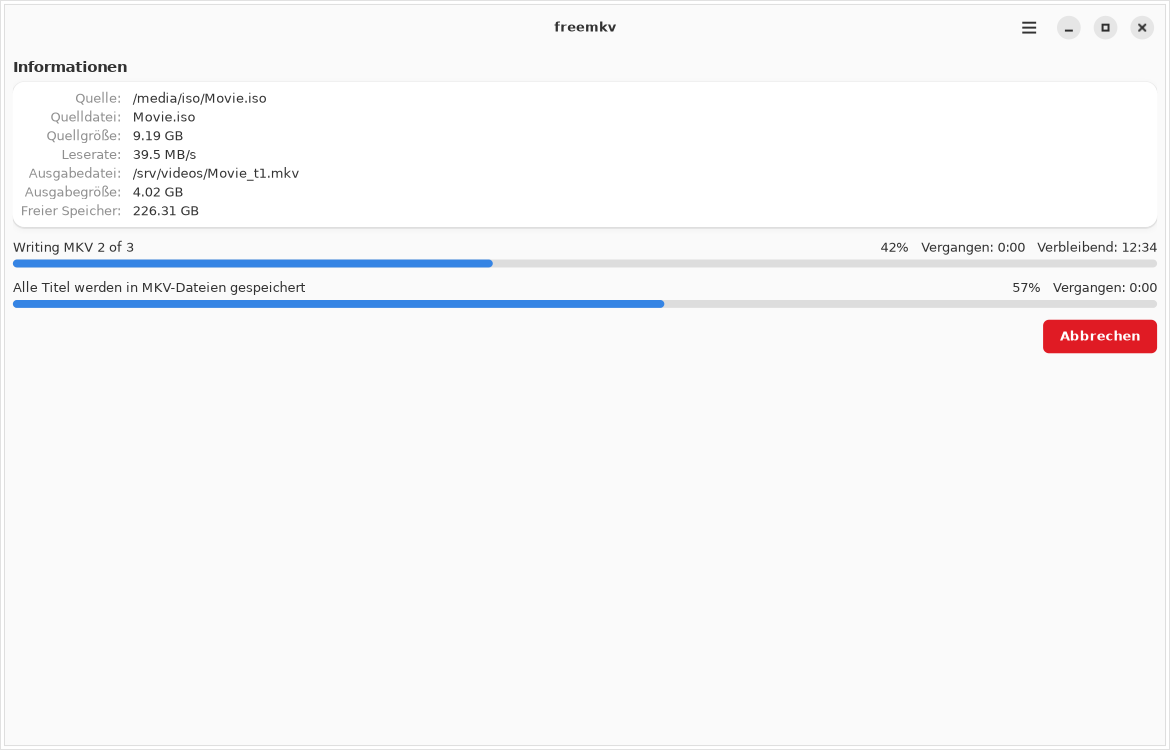 freemkv
Informationen
Quelle: /media/iso/Movie.iso
Quelldatei: Movie.iso
Quellgröße: 9.19 GB
Leserate: 39.5 MB/s
Ausgabedatei: /srv/videos/Movie_t1.mkv
Ausgabegröße: 4.02 GB
Freier Speicher: 226.31 GB
Writing MKV 2 of 3 42% Vergangen: 0:00 Verbleibend: 12:34
Alle Titel werden in MKV-Dateien gespeichert 57% Vergangen: 0:00
Abbrechen